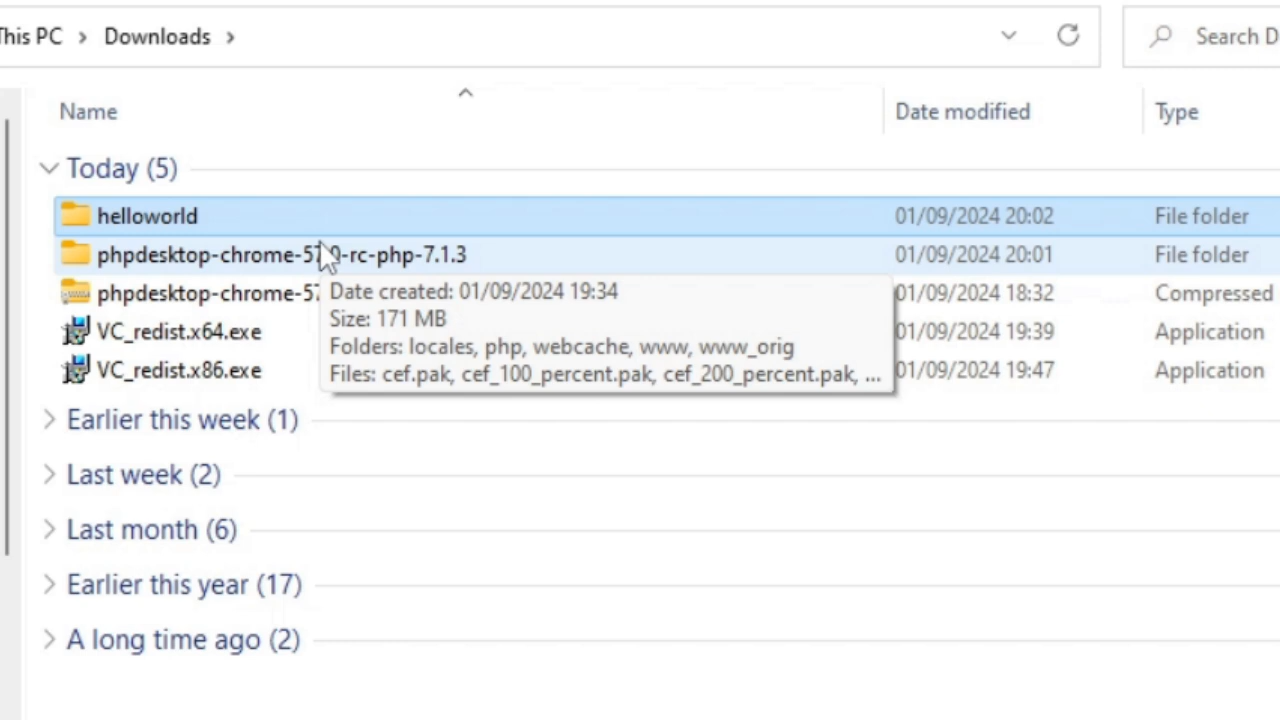 This PC > Downloads >
Search D
Name Date modified Type
Today (5)
helloworld 01/09/2024 20:02 File folder
phpdesktop-chrome-57.0-rc-php-7.1.3 01/09/2024 20:01 File folder
phpdesktop-chrome-57 01/09/2024 18:32 Compressed
VC_redist.x64.exe 01/09/2024 19:39 Application
VC_redist.x86.exe 01/09/2024 19:47 Application
Date created: 01/09/2024 19:34
Size: 171 MB
Folders: locales, php, webcache, www, www_orig
Files: cef.pak, cef_100_percent.pak, cef_200_percent.pak, ...
Earlier this week (1)
Last week (2)
Last month (6)
Earlier this year (17)
A long time ago (2)